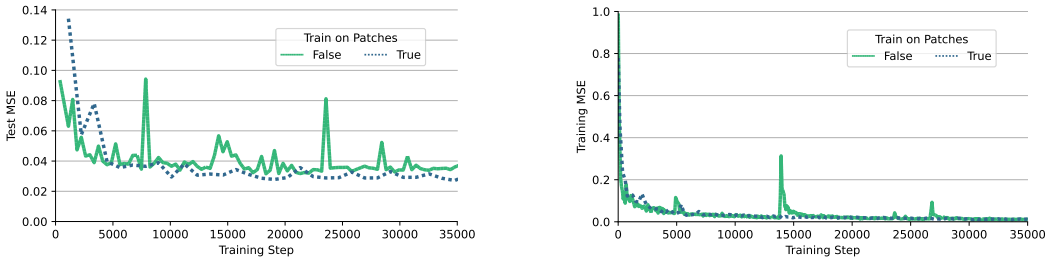 0.14
0.12
0.10
0.08
0.06
0.04
0.02
0.00
Test MSE
Train on Patches
False True
0 5000 10000 15000 20000 25000 30000 35000
Training Step
1.0
0.8
0.6
0.4
0.2
0.0
Training MSE
Train on Patches
False True
0 5000 10000 15000 20000 25000 30000 35000
Training Step